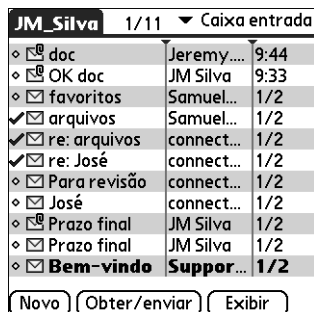 JM_Silva 1/11 Caixa entrada
doc Jeremy.... 9:44
OK doc JM Silva 9:33
favoritos Samuel... 1/2
arquivos Samuel... 1/2
re: arquivos connect... 1/2
re: José connect... 1/2
Para revisão connect... 1/2
José connect... 1/2
Prazo final JM Silva 1/2
Prazo final JM Silva 1/2
Bem-vindo Suppor... 1/2
Novo Obter/enviar Exibir